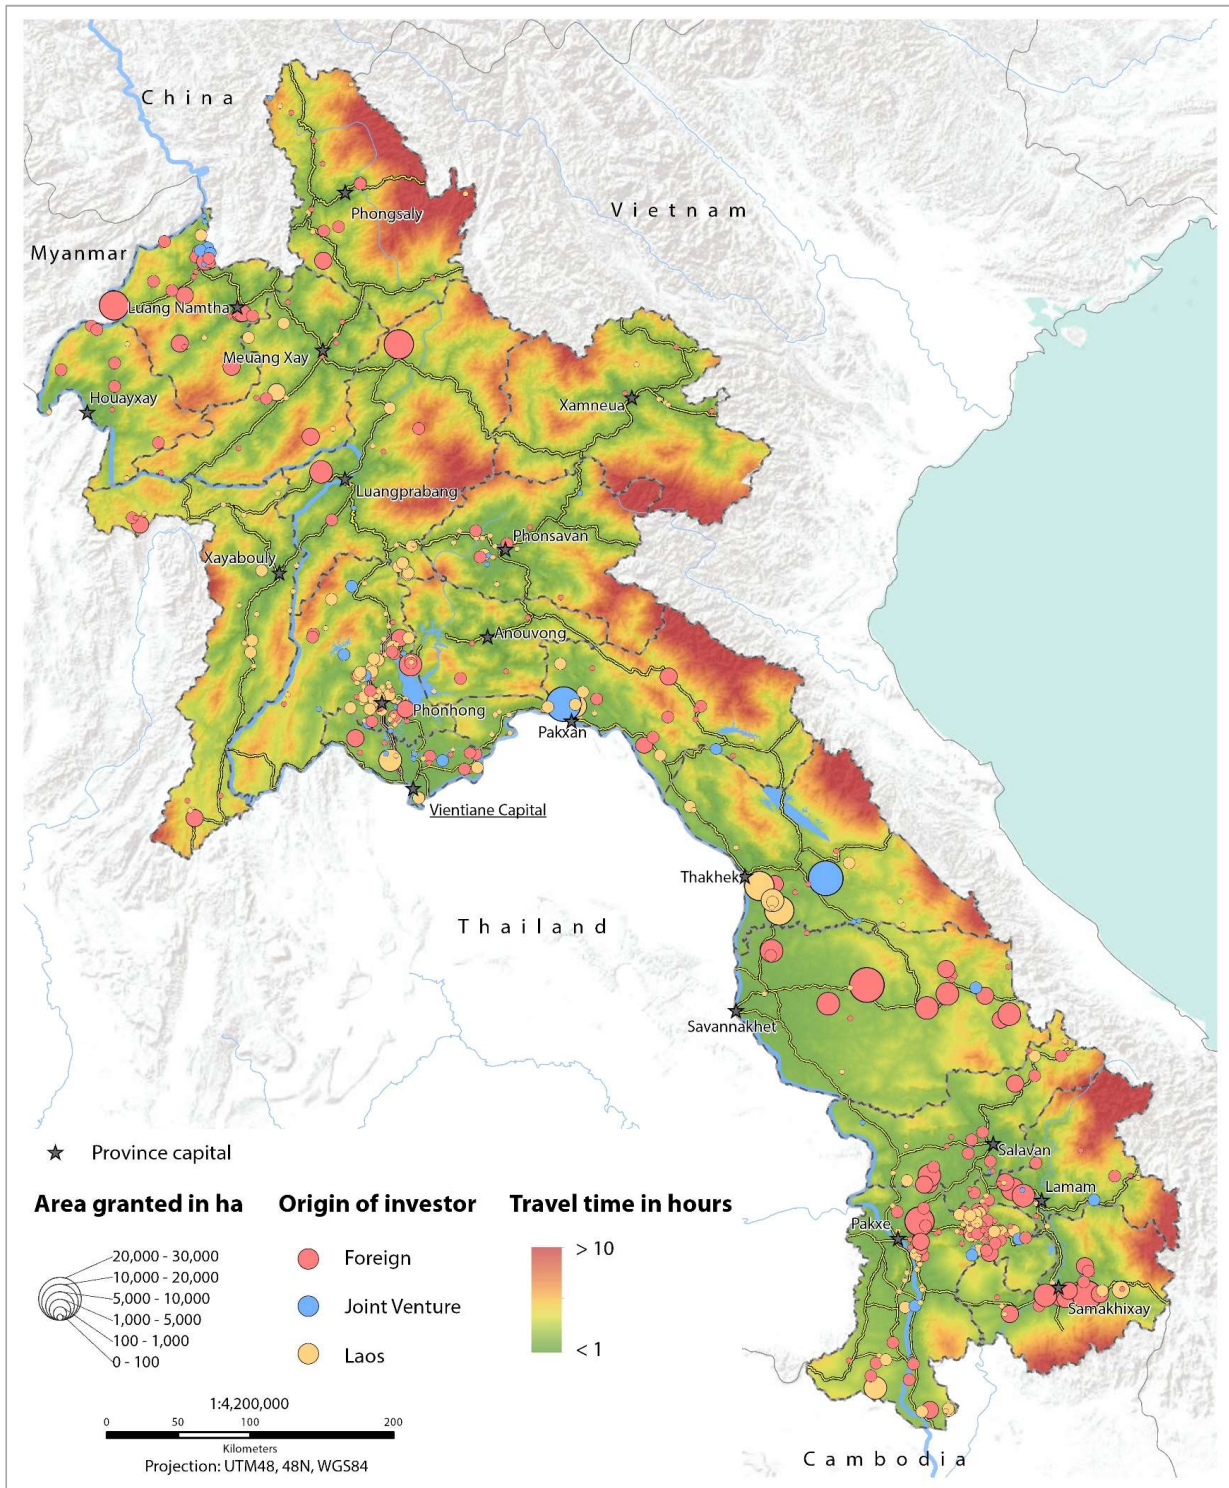 China
Vietnam
Phongsaly
Myanmar
Luang Namtha
Meuang Xay
Houayxay
Xamneua
Luangprabang
Phonsavan
Xayabouly
Anouvong
Phonhong
Pakxan
Vientiane Capital
Thakhek
Thailand
Savannakhet
Salavan
Lamam
Pakxe
Samakhixay
Cambodia
Province capital
Area granted in ha
20,000 - 30,000
10,000 - 20,000
5,000 - 10,000
1,000 - 5,000
100 - 1,000
0 - 100
Origin of investor
Foreign
Joint Venture
Laos
Travel time in hours
> 10
< 1
1:4,200,000
0 50 100 200
Kilometers
Projection: UTM48, 48N, WGS84